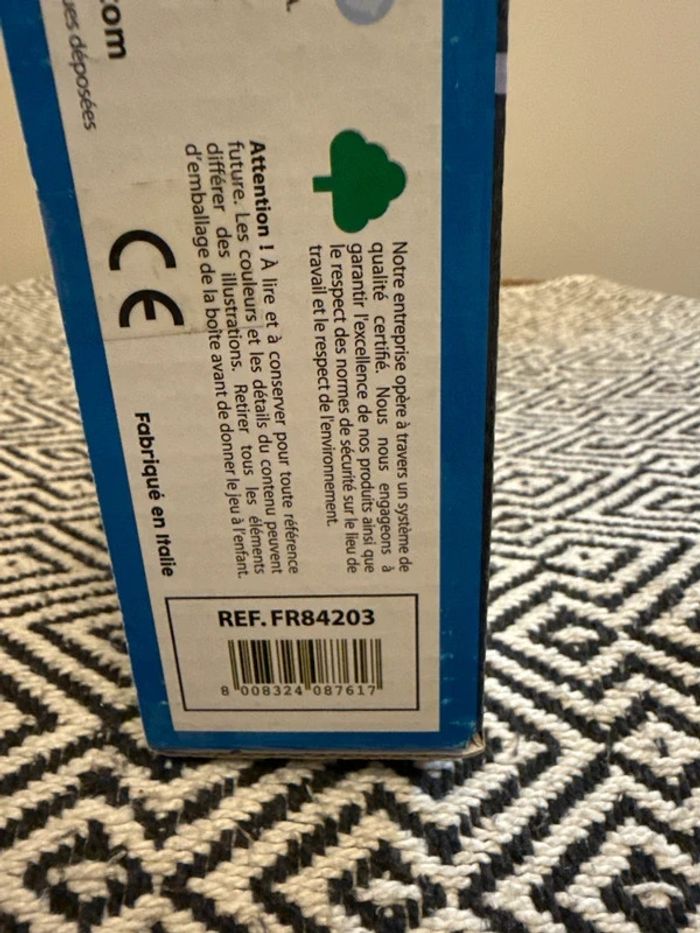 Notre entreprise opère à travers un système de
qualité certifié. Nous nous engageons à
garantir l'excellence de nos produits ainsi que
le respect des normes de sécurité sur le lieu de
travail et le respect de l'environnement.
Attention ! À lire et à conserver pour toute référence
future. Les couleurs et les détails du contenu peuvent
différer des illustrations. Retirer tous les éléments
d'emballage de la boîte avant de donner le jeu à l'enfant.
com
ues déposées
CE
Fabriqué en Italie
REF. FR84203
8 008324 087617